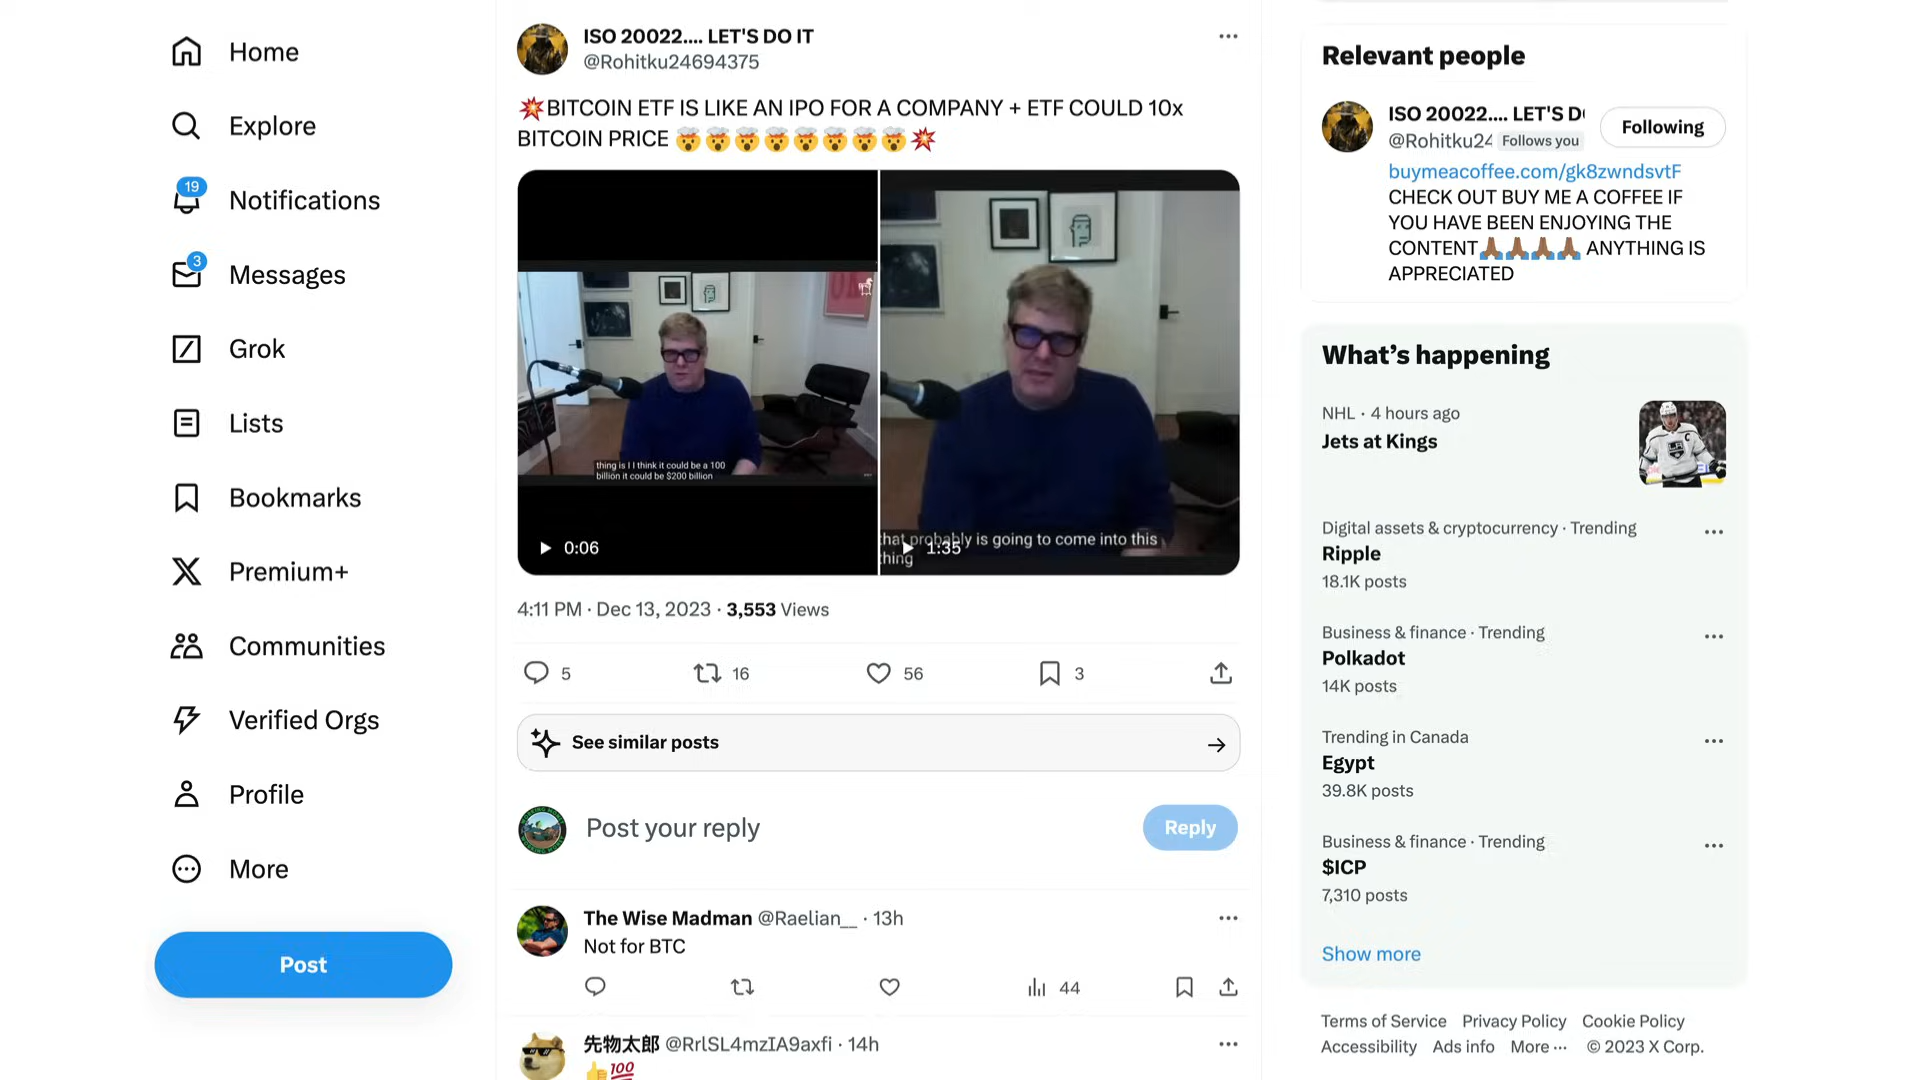 Home
Explore
19
Notifications
3
Messages
Grok
Lists
Bookmarks
Premium+
Communities
Verified Orgs
Profile
More
Post
ISO 20022.... LET'S DO IT
@Rohitku24694375
💥BITCOIN ETF IS LIKE AN IPO FOR A COMPANY + ETF COULD 10x
BITCOIN PRICE 🤯🤯🤯🤯🤯🤯🤯🤯💥
thing is I I think it could be a 100
billion it could be $200 billion
0:06
that probably is going to come into this
thing
1:35
4:11 PM · Dec 13, 2023 · 3,553 Views
5
16
56
3
See similar posts
Post your reply
Reply
The Wise Madman @Raelian__ · 13h
Not for BTC
44
先物太郎 @RrlSL4mzIA9axfi · 14h
👍💯
Relevant people
ISO 20022.... LET'S D
@Rohitku24 Follows you
Following
buymeacoffee.com/gk8zwndsvtF
CHECK OUT BUY ME A COFFEE IF
YOU HAVE BEEN ENJOYING THE
CONTENT🙏🏾🙏🏾🙏🏾🙏🏾 ANYTHING IS
APPRECIATED
What's happening
NHL · 4 hours ago
Jets at Kings
Digital assets & cryptocurrency · Trending
Ripple
18.1K posts
Business & finance · Trending
Polkadot
14K posts
Trending in Canada
Egypt
39.8K posts
Business & finance · Trending
$ICP
7,310 posts
Show more
Terms of Service Privacy Policy Cookie Policy
Accessibility Ads info More ··· © 2023 X Corp.